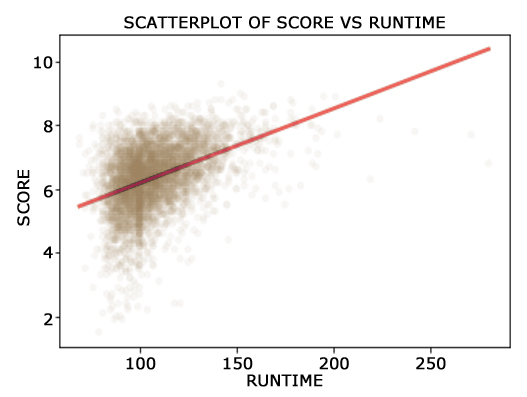 SCATTERPLOT OF SCORE VS RUNTIME
10
8
6
4
2
SCORE
100 150 200 250
RUNTIME